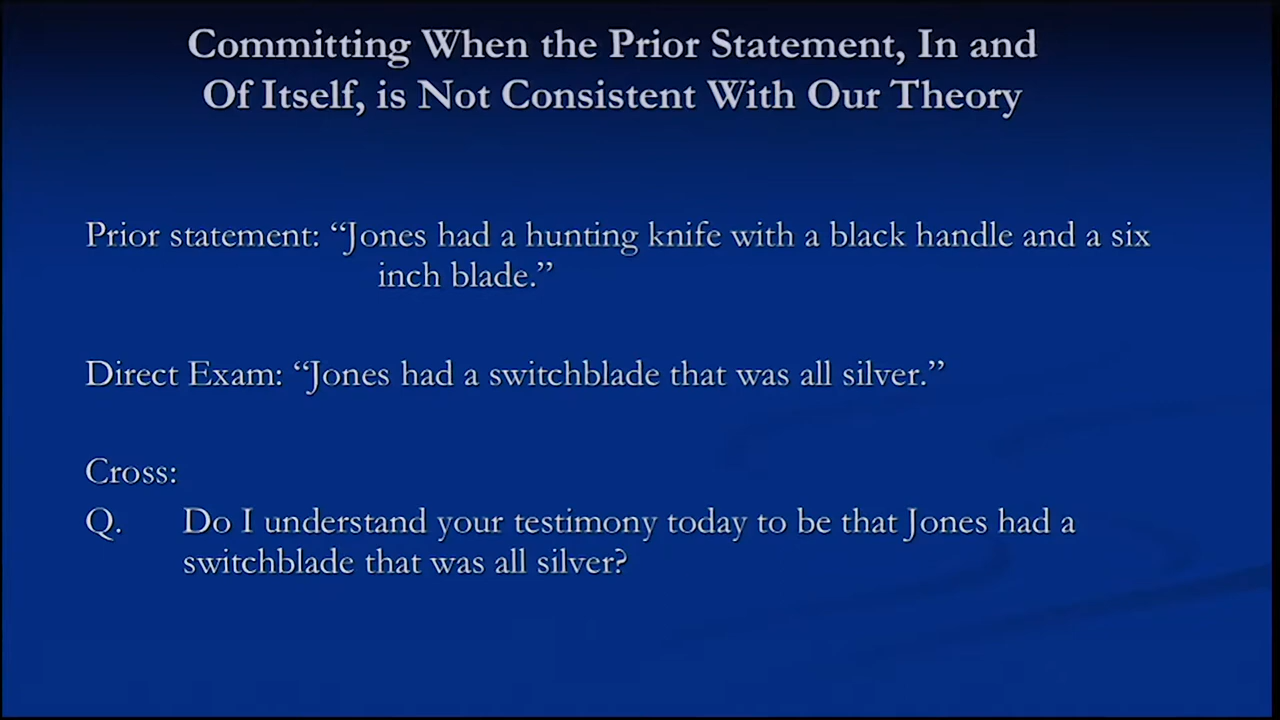 Committing When the Prior Statement, In and
Of Itself, is Not Consistent With Our Theory
Prior statement: “Jones had a hunting knife with a black handle and a six
inch blade.”
Direct Exam: “Jones had a switchblade that was all silver.”
Cross:
Q. Do I understand your testimony today to be that Jones had a
switchblade that was all silver?